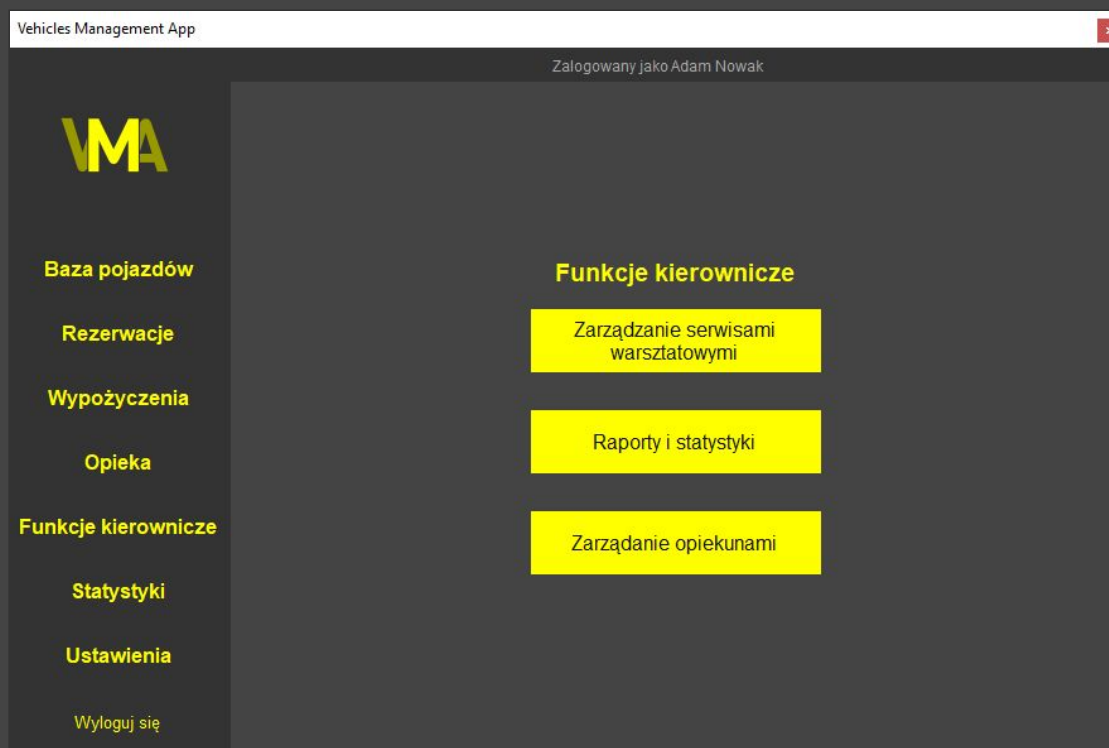 Vehicles Management App
Zalogowany jako Adam Nowak
VMA
Baza pojazdów
Rezerwacje
Wypożyczenia
Opieka
Funkcje kierownicze
Statystyki
Ustawienia
Wyloguj się
Funkcje kierownicze
Zarządzanie serwisami
warsztatowymi
Raporty i statystyki
Zarządanie opiekunami